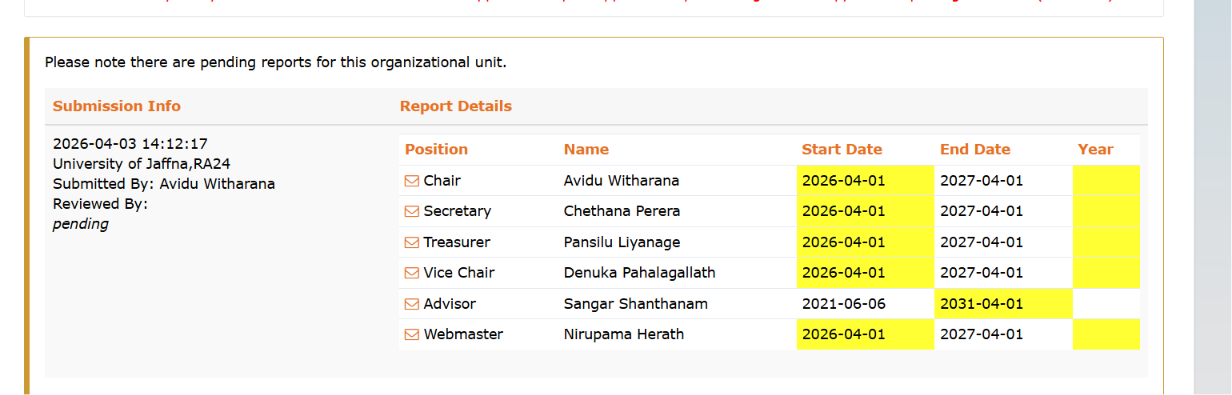 Please note there are pending reports for this organizational unit.
Submission Info
Report Details
2026-04-03 14:12:17
University of Jaffna,RA24
Submitted By: Avidu Witharana
Reviewed By:
pending
Position Name Start Date End Date Year
Chair Avidu Witharana 2026-04-01 2027-04-01
Secretary Chethana Perera 2026-04-01 2027-04-01
Treasurer Pansilu Liyanage 2026-04-01 2027-04-01
Vice Chair Denuka Pahalagallath 2026-04-01 2027-04-01
Advisor Sangar Shanthanam 2021-06-06 2031-04-01
Webmaster Nirupama Herath 2026-04-01 2027-04-01